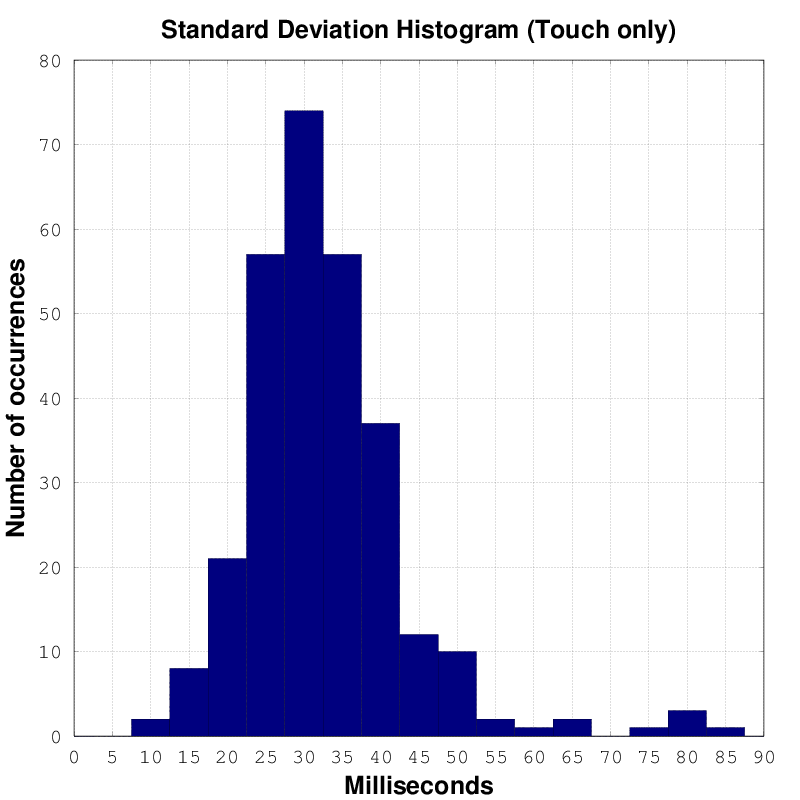 Standard Deviation Histogram (Touch only)
80
70
60
50
40
30
20
10
0
Number of occurrences
0 5 10 15 20 25 30 35 40 45 50 55 60 65 70 75 80 85 90
Milliseconds